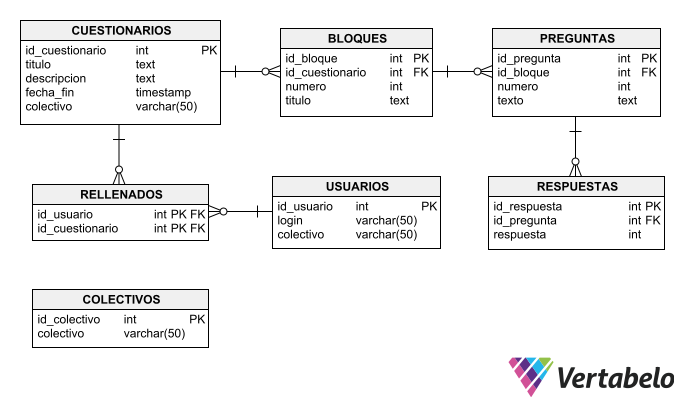 CUESTIONARIOS
id_cuestionario int PK
titulo text
descripcion text
fecha_fin timestamp
colectivo varchar(50)
BLOQUES
id_bloque int PK
id_cuestionario int FK
numero int
titulo text
PREGUNTAS
id_pregunta int PK
id_bloque int FK
numero int
texto text
RELLENADOS
id_usuario int PK FK
id_cuestionario int PK FK
USUARIOS
id_usuario int PK
login varchar(50)
colectivo varchar(50)
RESPUESTAS
id_respuesta int PK
id_pregunta int FK
respuesta int
COLECTIVOS
id_colectivo int PK
colectivo varchar(50)
Vertabelo